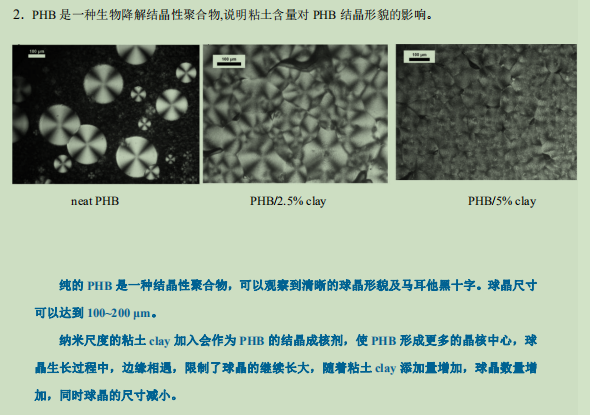 2. PHB 是一种生物降解结晶性聚合物,说明粘土含量对 PHB 结晶形貌的影响。
100 μm 100 μm 100 μm
neat PHB PHB/2.5% clay PHB/5% clay
纯的 PHB 是一种结晶性聚合物，可以观察到清晰的球晶形貌及马耳他黑十字。球晶尺寸
可以达到 100~200 μm。
纳米尺度的粘土 clay 加入会作为 PHB 的结晶成核剂，使 PHB 形成更多的晶核中心，球
晶生长过程中，边缘相遇，限制了球晶的继续长大，随着粘土 clay 添加量增加，球晶数量增
加，同时球晶的尺寸减小。